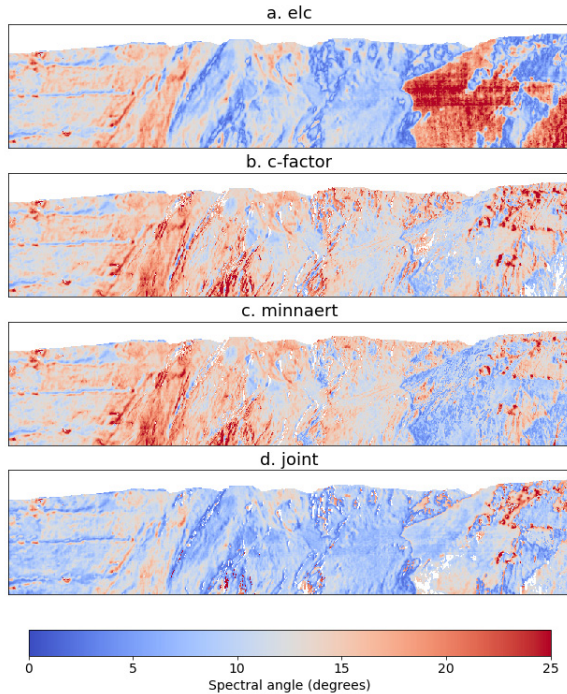 a. elc
b. c-factor
c. minnaert
d. joint
0 5 10 15 20 25
Spectral angle (degrees)